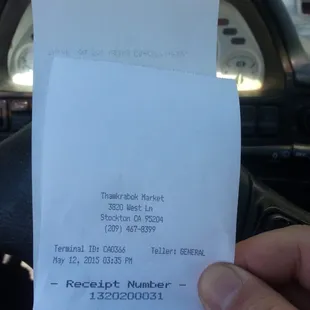 Thawkrabok Market
3820 West Ln
Stockton CA 95204
(209) 467-8399
Terminal ID: CA0366 Teller: GENERAL
May 12, 2015 03:35 PM
- Receipt Number -
1320200031